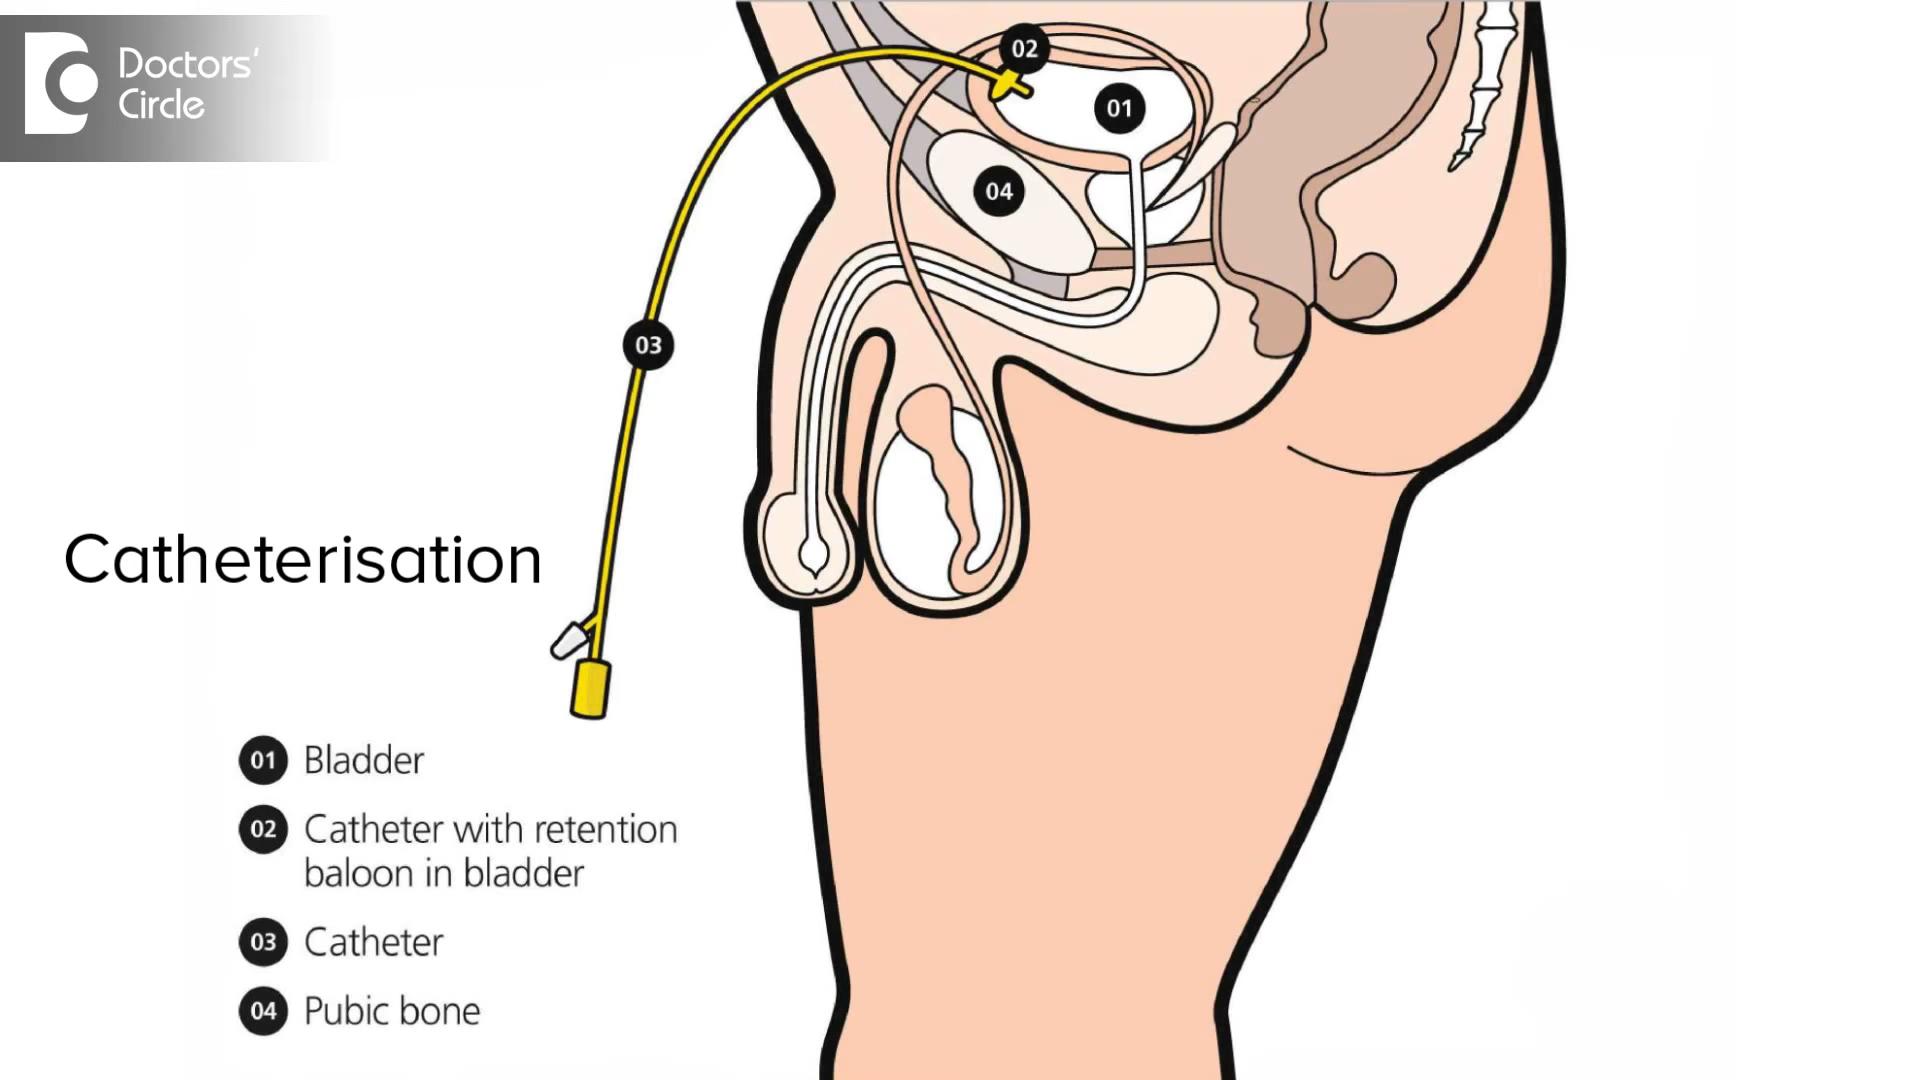 Doctors'
Circle
02
01
04
03
Catheterisation
01 Bladder
02 Catheter with retention
baloon in bladder
03 Catheter
04 Pubic bone